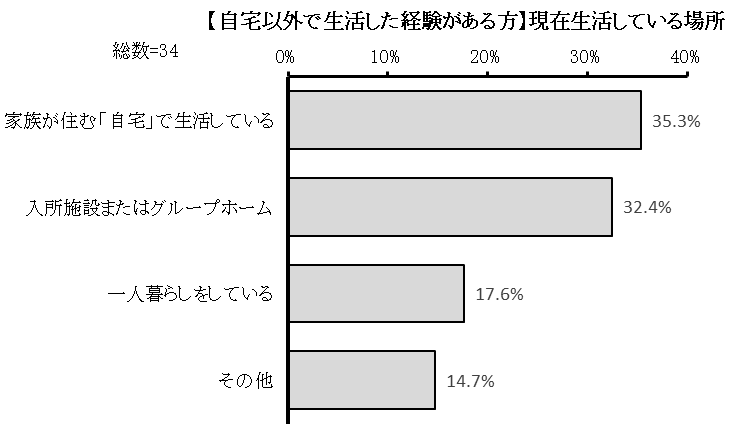 【自宅以外で生活した経験がある方】現在生活している場所
総数=34
0% 10% 20% 30% 40%
家族が住む「自宅」で生活している 35.3%
入所施設またはグループホーム 32.4%
一人暮らしをしている 17.6%
その他 14.7%